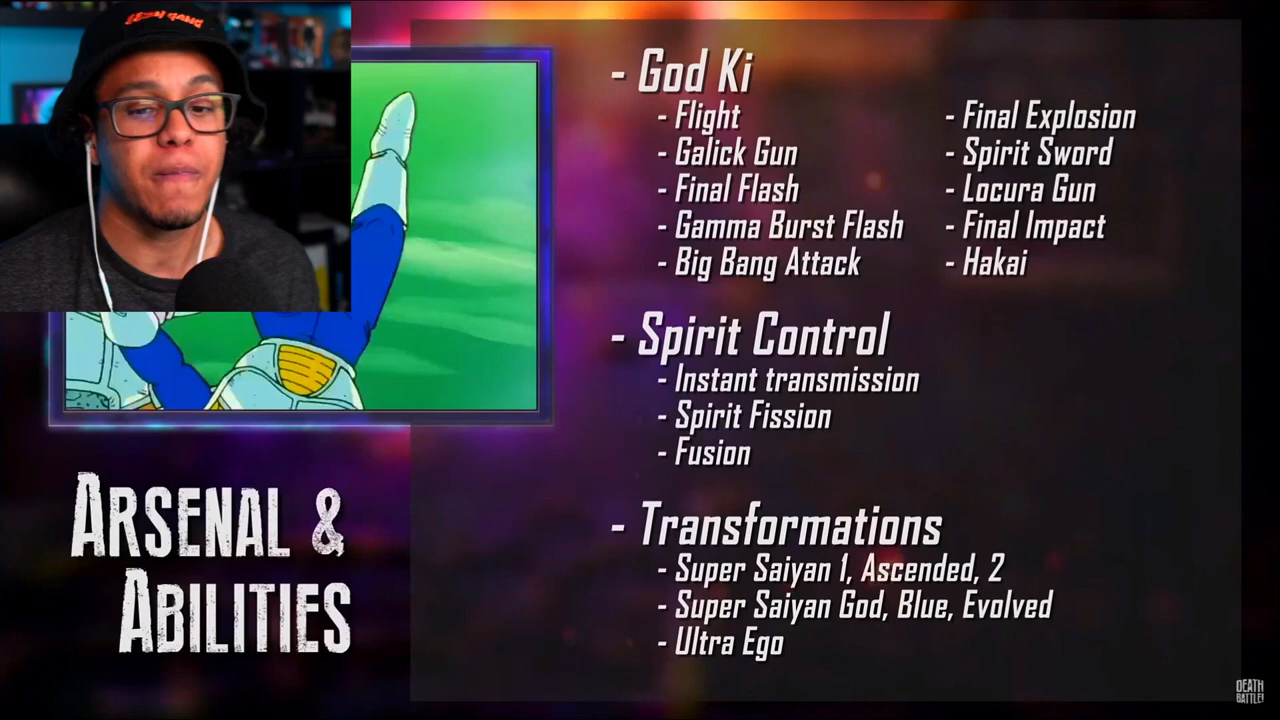 - God Ki
- Flight
- Galick Gun
- Final Flash
- Gamma Burst Flash
- Big Bang Attack
- Final Explosion
- Spirit Sword
- Locura Gun
- Final Impact
- Hakai
- Spirit Control
- Instant transmission
- Spirit Fission
- Fusion
- Transformations
- Super Saiyan 1, Ascended, 2
- Super Saiyan God, Blue, Evolved
- Ultra Ego
ARSENAL &
ABILITIES
DEATH
BATTLE!